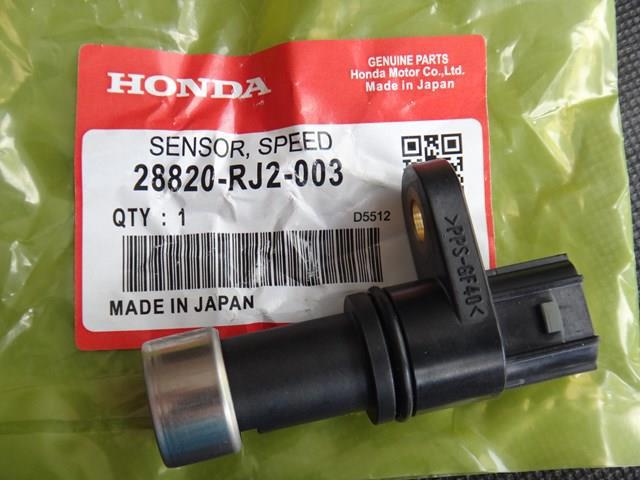 HONDA
GENUINE PARTS
Honda Motor Co.,Ltd.
Made in Japan
SENSOR, SPEED
28820-RJ2-003
QTY : 1
D5512
MADE IN JAPAN
>PPS-GF40<